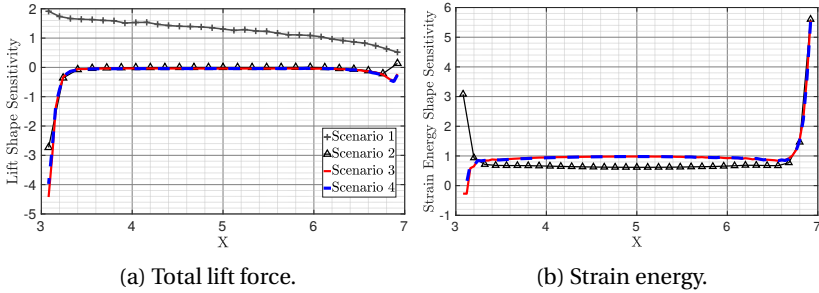 2
1
0
-1
-2
-3
-4
-5
Lift Shape Sensitivity
3
4
5
6
7
X
Scenario 1
Scenario 2
Scenario 3
Scenario 4
(a) Total lift force.
6
5
4
3
2
1
0
-1
Strain Energy Shape Sensitivity
3
4
5
6
7
X
(b) Strain energy.